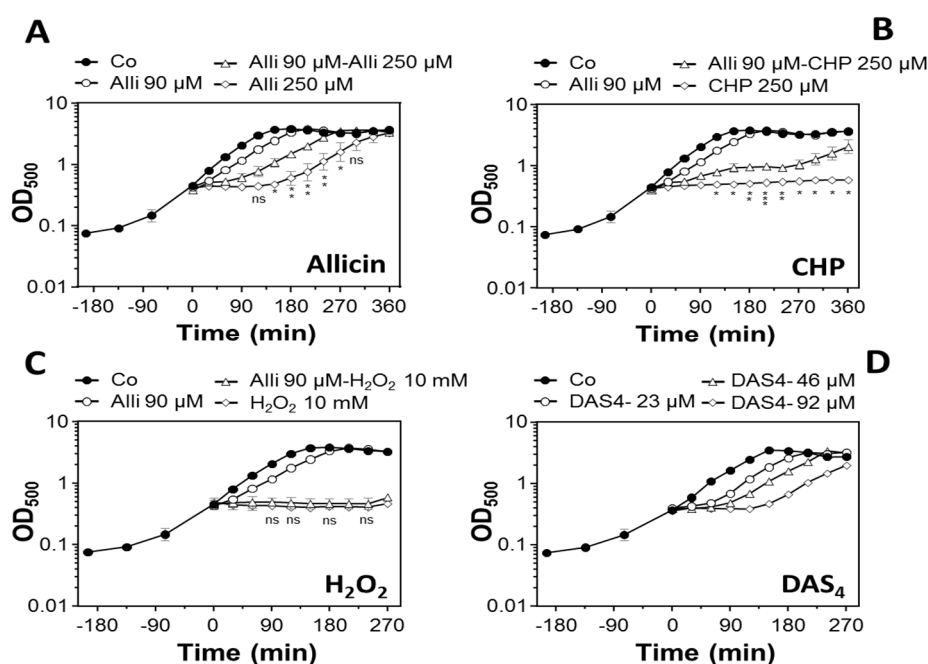 A
Co
Alli 90 µM-Alli 250 µM
Alli 90 µM
Alli 250 µM
10
1
0.1
0.01
OD500
ns
*
**
**
**
*
ns
Allicin
-180 -90 0 90 180 270 360
Time (min)
B
Co
Alli 90 µM-CHP 250 µM
Alli 90 µM
CHP 250 µM
10
1
0.1
0.01
OD500
* * ** *** ** * * * *
CHP
-180 -90 0 90 180 270 360
Time (min)
C
Co
Alli 90 µM-H2O2 10 mM
Alli 90 µM
H2O2 10 mM
10
1
0.1
0.01
OD500
ns ns ns ns
H2O2
-180 -90 0 90 180 270
Time (min)
D
Co
DAS4- 46 µM
DAS4- 23 µM
DAS4- 92 µM
10
1
0.1
0.01
OD500
DAS4
-180 -90 0 90 180 270
Time (min)